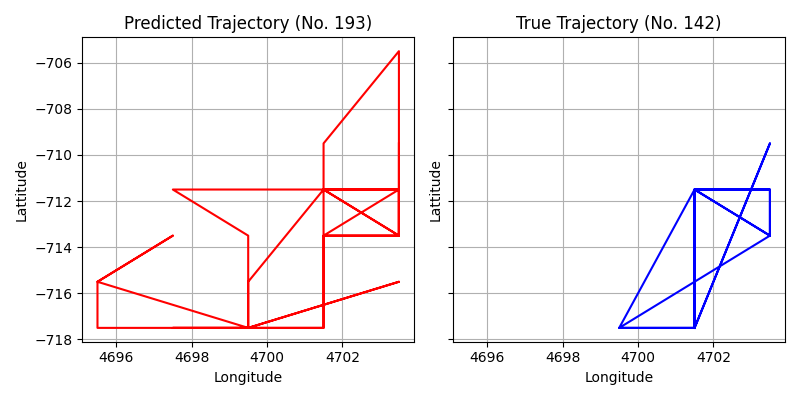 Predicted Trajectory (No. 193)
True Trajectory (No. 142)
−706
−708
−710
−712
−714
−716
−718
Lattitude
Lattitude
4696 4698 4700 4702
4696 4698 4700 4702
Longitude
Longitude